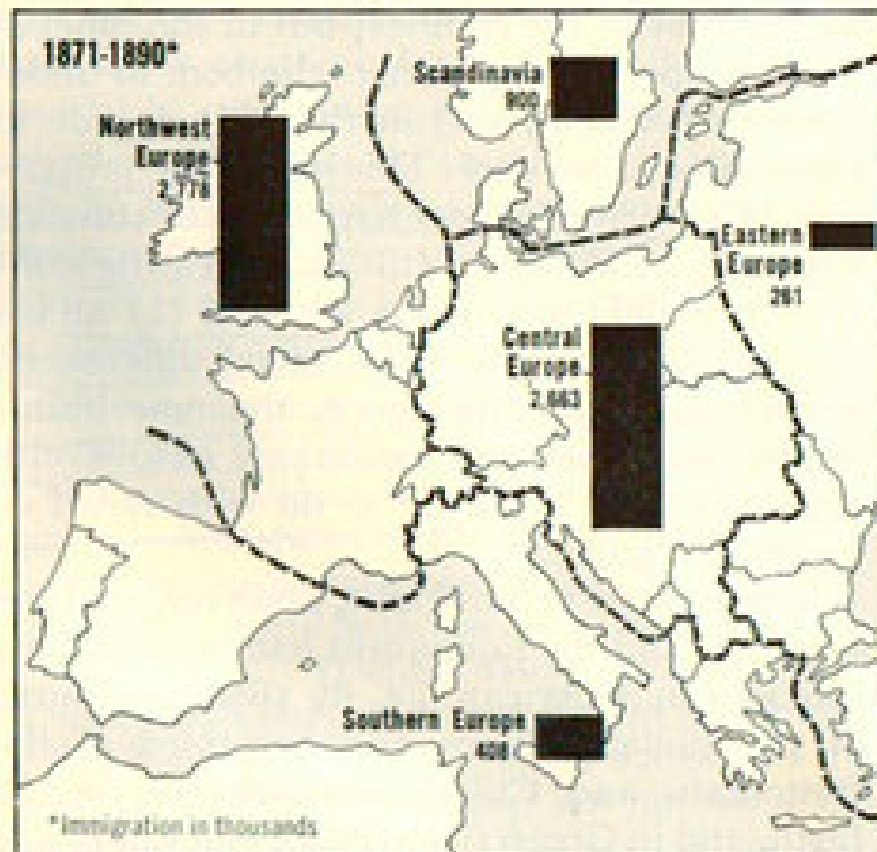 1871-1890*
Scandinavia
900
Northwest
Europe
2,778
Eastern
Europe
261
Central
Europe
2,663
Southern Europe
408
*Immigration in thousands